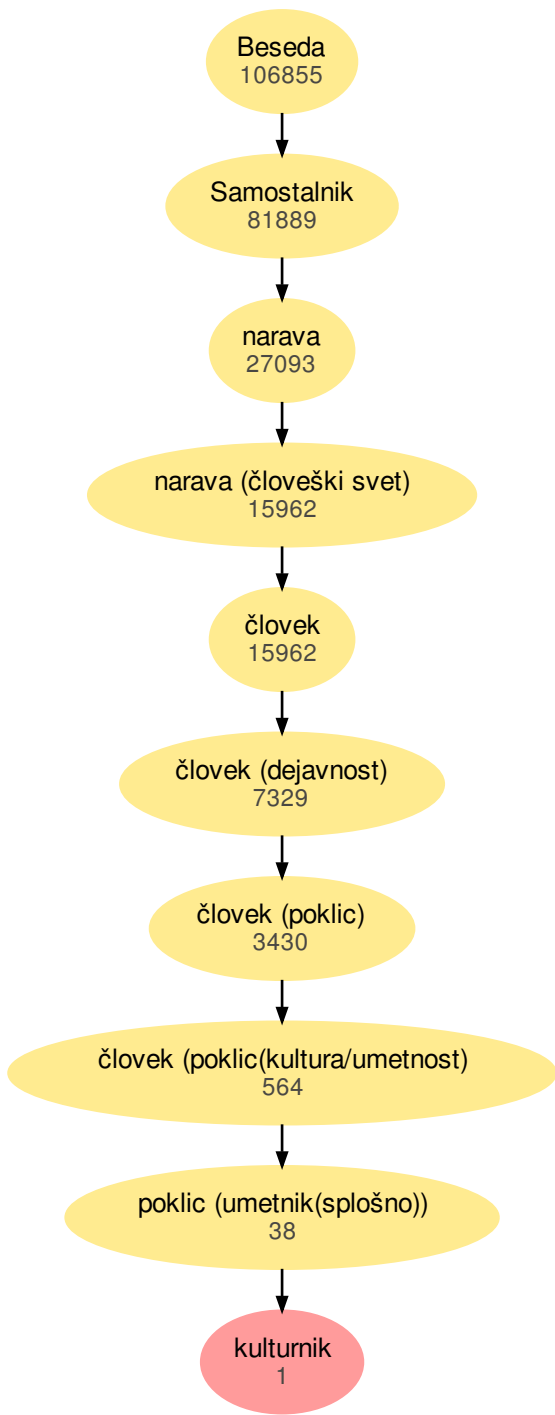 Beseda
106855
Samostalnik
81889
narava
27093
narava (človeški svet)
15962
človek
15962
človek (dejavnost)
7329
človek (poklic)
3430
človek (poklic(kultura/umetnost)
564
poklic (umetnik(splošno))
38
kulturnik
1